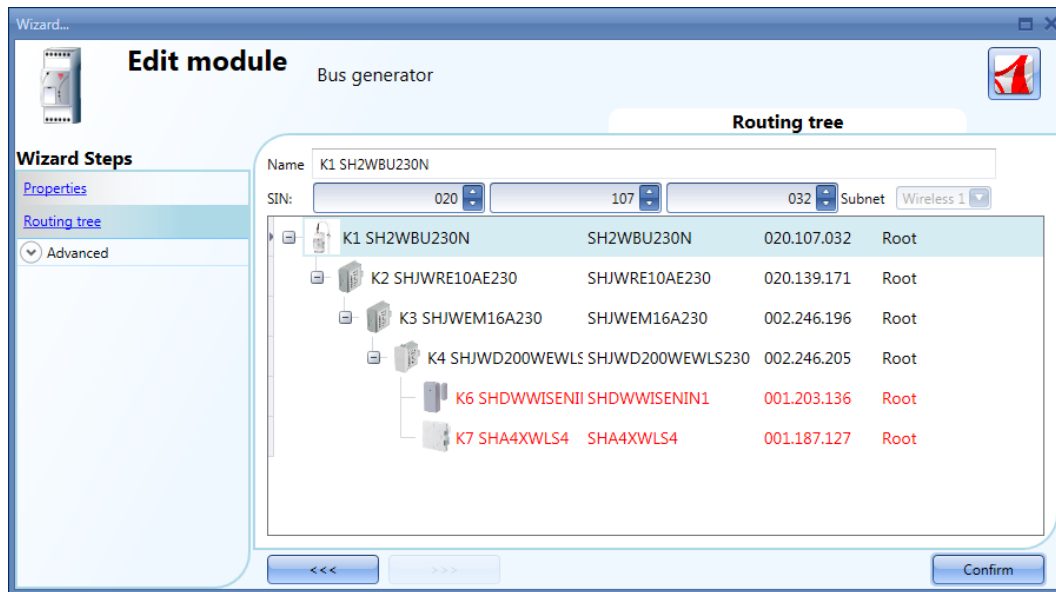 Wizard...
Edit module
Bus generator
Routing tree
Wizard Steps
Properties
Routing tree
Advanced
Name K1 SH2WBU230N
SIN: 020 107 032 Subnet Wireless 1
K1 SH2WBU230N SH2WBU230N 020.107.032 Root
K2 SHJWRE10AE230 SHJWRE10AE230 020.139.171 Root
K3 SHJWEM16A230 SHJWEM16A230 002.246.196 Root
K4 SHJWD200WEWLS SHJWD200WEWLS230 002.246.205 Root
K6 SHDWWISENII SHDWWISENIN1 001.203.136 Root
K7 SHA4XWLS4 SHA4XWLS4 001.187.127 Root
<<< >>> Confirm